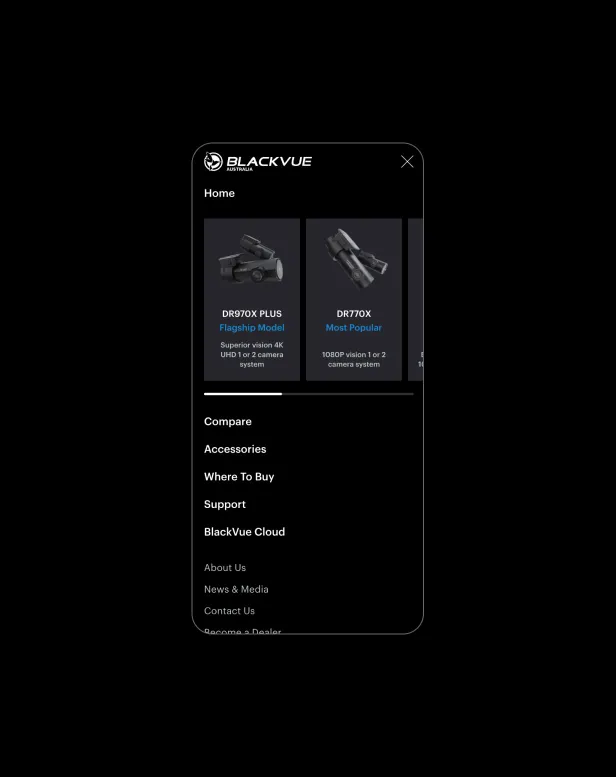 BLACKVUE
AUSTRALIA
Home
DR970X PLUS
Flagship Model
Superior vision 4K
UHD 1 or 2 camera
system
DR770X
Most Popular
1080P vision 1 or 2
camera system
Compare
Accessories
Where To Buy
Support
BlackVue Cloud
About Us
News & Media
Contact Us
Become a Dealer